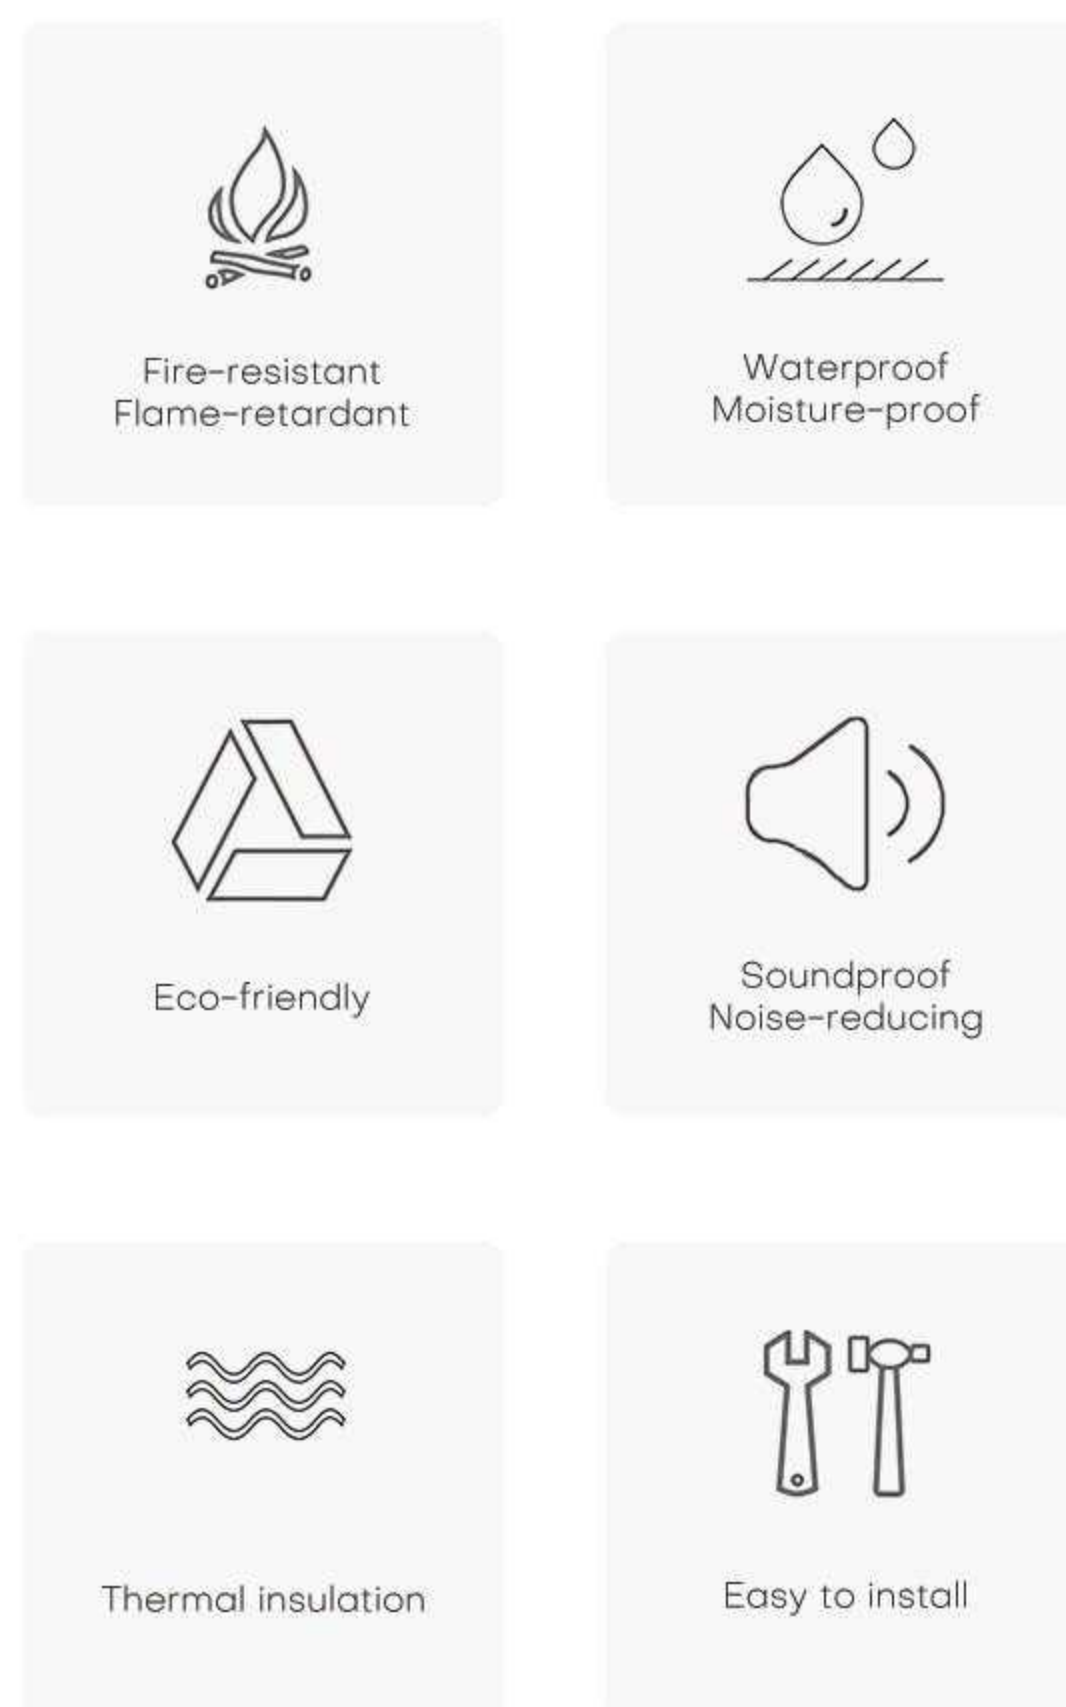 Fire-resistant
Flame-retardant
Waterproof
Moisture-proof
Eco-friendly
Soundproof
Noise-reducing
Thermal insulation
Easy to install